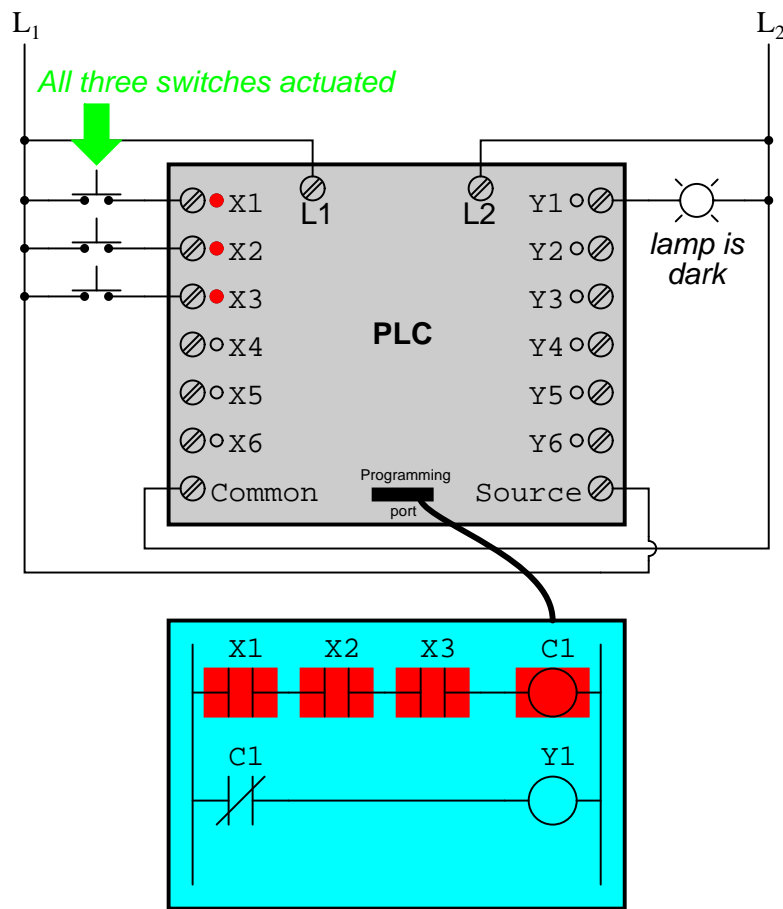 L1 L2
All three switches actuated
L1 L2
X1 Y1
X2 Y2
lamp is
dark
X3 Y3
PLC
X4 Y4
X5 Y5
X6 Y6
Programming
port
Common Source
X1 X2 X3 C1
C1 Y1